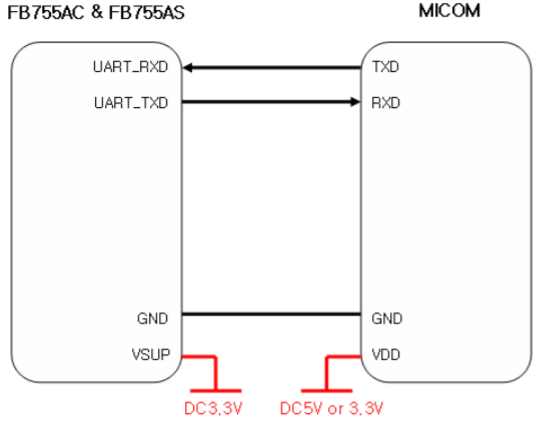 FB755AC & FB755AS
MICOM
UART_RXD
TXD
UART_TXD
RXD
GND
GND
VSUP
VDD
DC3,3V
DC5V or 3,3V